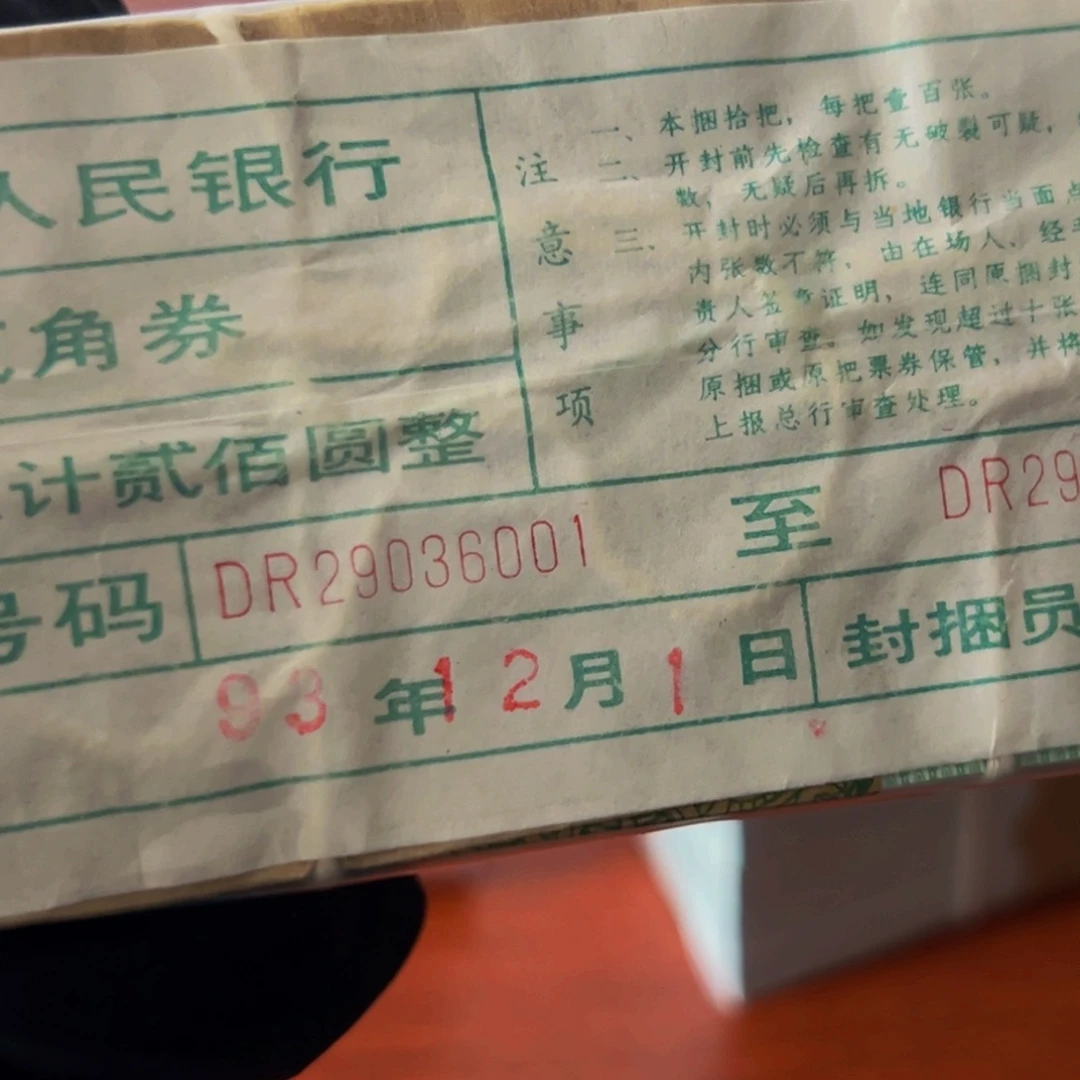 人民银行
角券
计贰佰圆整
号码
DR29036001
至
DR29
93年12月1日
封捆员
注意事项
一、本捆拾把，每把壹百张。
二、开封前先检查有无破裂可疑，
数，无疑后再拆。
三、开封时必须与当地银行当面点
内张数不符，由在场人、经手
责人签章证明，连同原捆封
分行审查。如发现超过十张
原捆或原把票券保管，并将
上报总行审查处理。